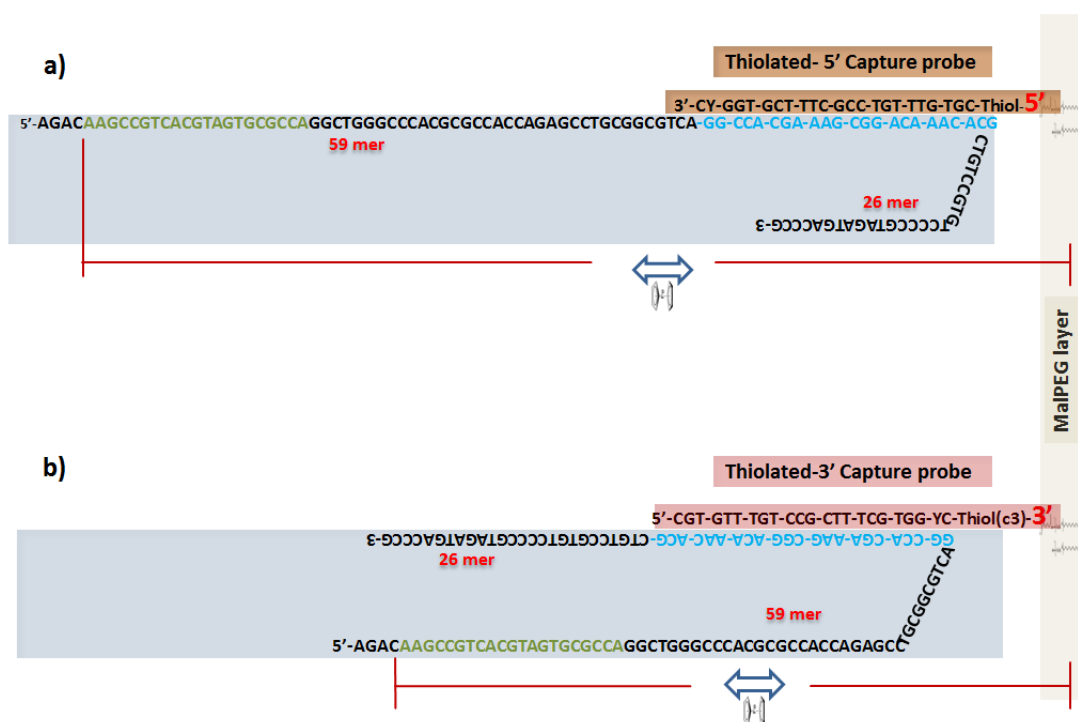 a)
Thiolated- 5' Capture probe
3'-CY-GGT-GCT-TTC-GCC-TGT-TTG-TGC-Thiol-5'
5'-AGACAAGCCGTCACGTAGTGCGCCAGGCTGGGCCCACGCGCCACCAGAGCCTGCGGCGTCA-GG-CCA-CGA-AAG-CGG-ACA-AAC-ACG
59 mer
CTGTCCGTG
26 mer
TCCCCGTAGATGACCCG-3
MalPEG layer
b)
Thiolated-3' Capture probe
5'-CGT-GTT-TGT-CCG-CTT-TCG-TGG-YC-Thiol(c3)-3'
GG-CCA-CGA-AAG-CGG-ACA-AAC-ACG-CTGTCCGTGTCCCCGTAGATGACCCG-3
26 mer
TGCGGCGTCA
59 mer
5'-AGACAAGCCGTCACGTAGTGCGCCAGGCTGGGCCCACGCGCCACCAGAGCC